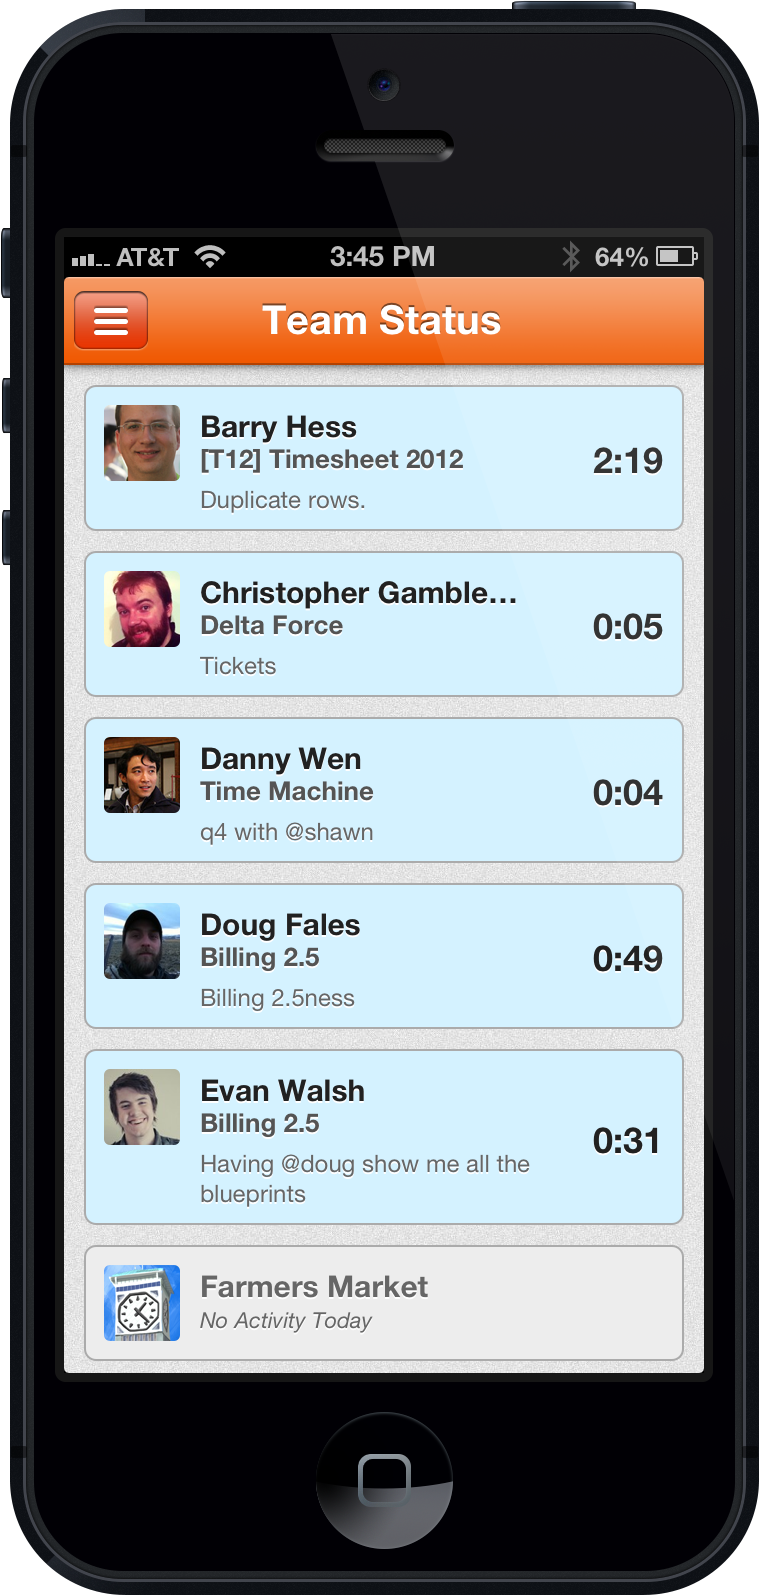 AT&T 3:45 PM 64%
Team Status
Barry Hess
[T12] Timesheet 2012
2:19
Duplicate rows.
Christopher Gamble...
Delta Force
0:05
Tickets
Danny Wen
Time Machine
0:04
q4 with @shawn
Doug Fales
Billing 2.5
0:49
Billing 2.5ness
Evan Walsh
Billing 2.5
0:31
Having @doug show me all the
blueprints
Farmers Market
No Activity Today